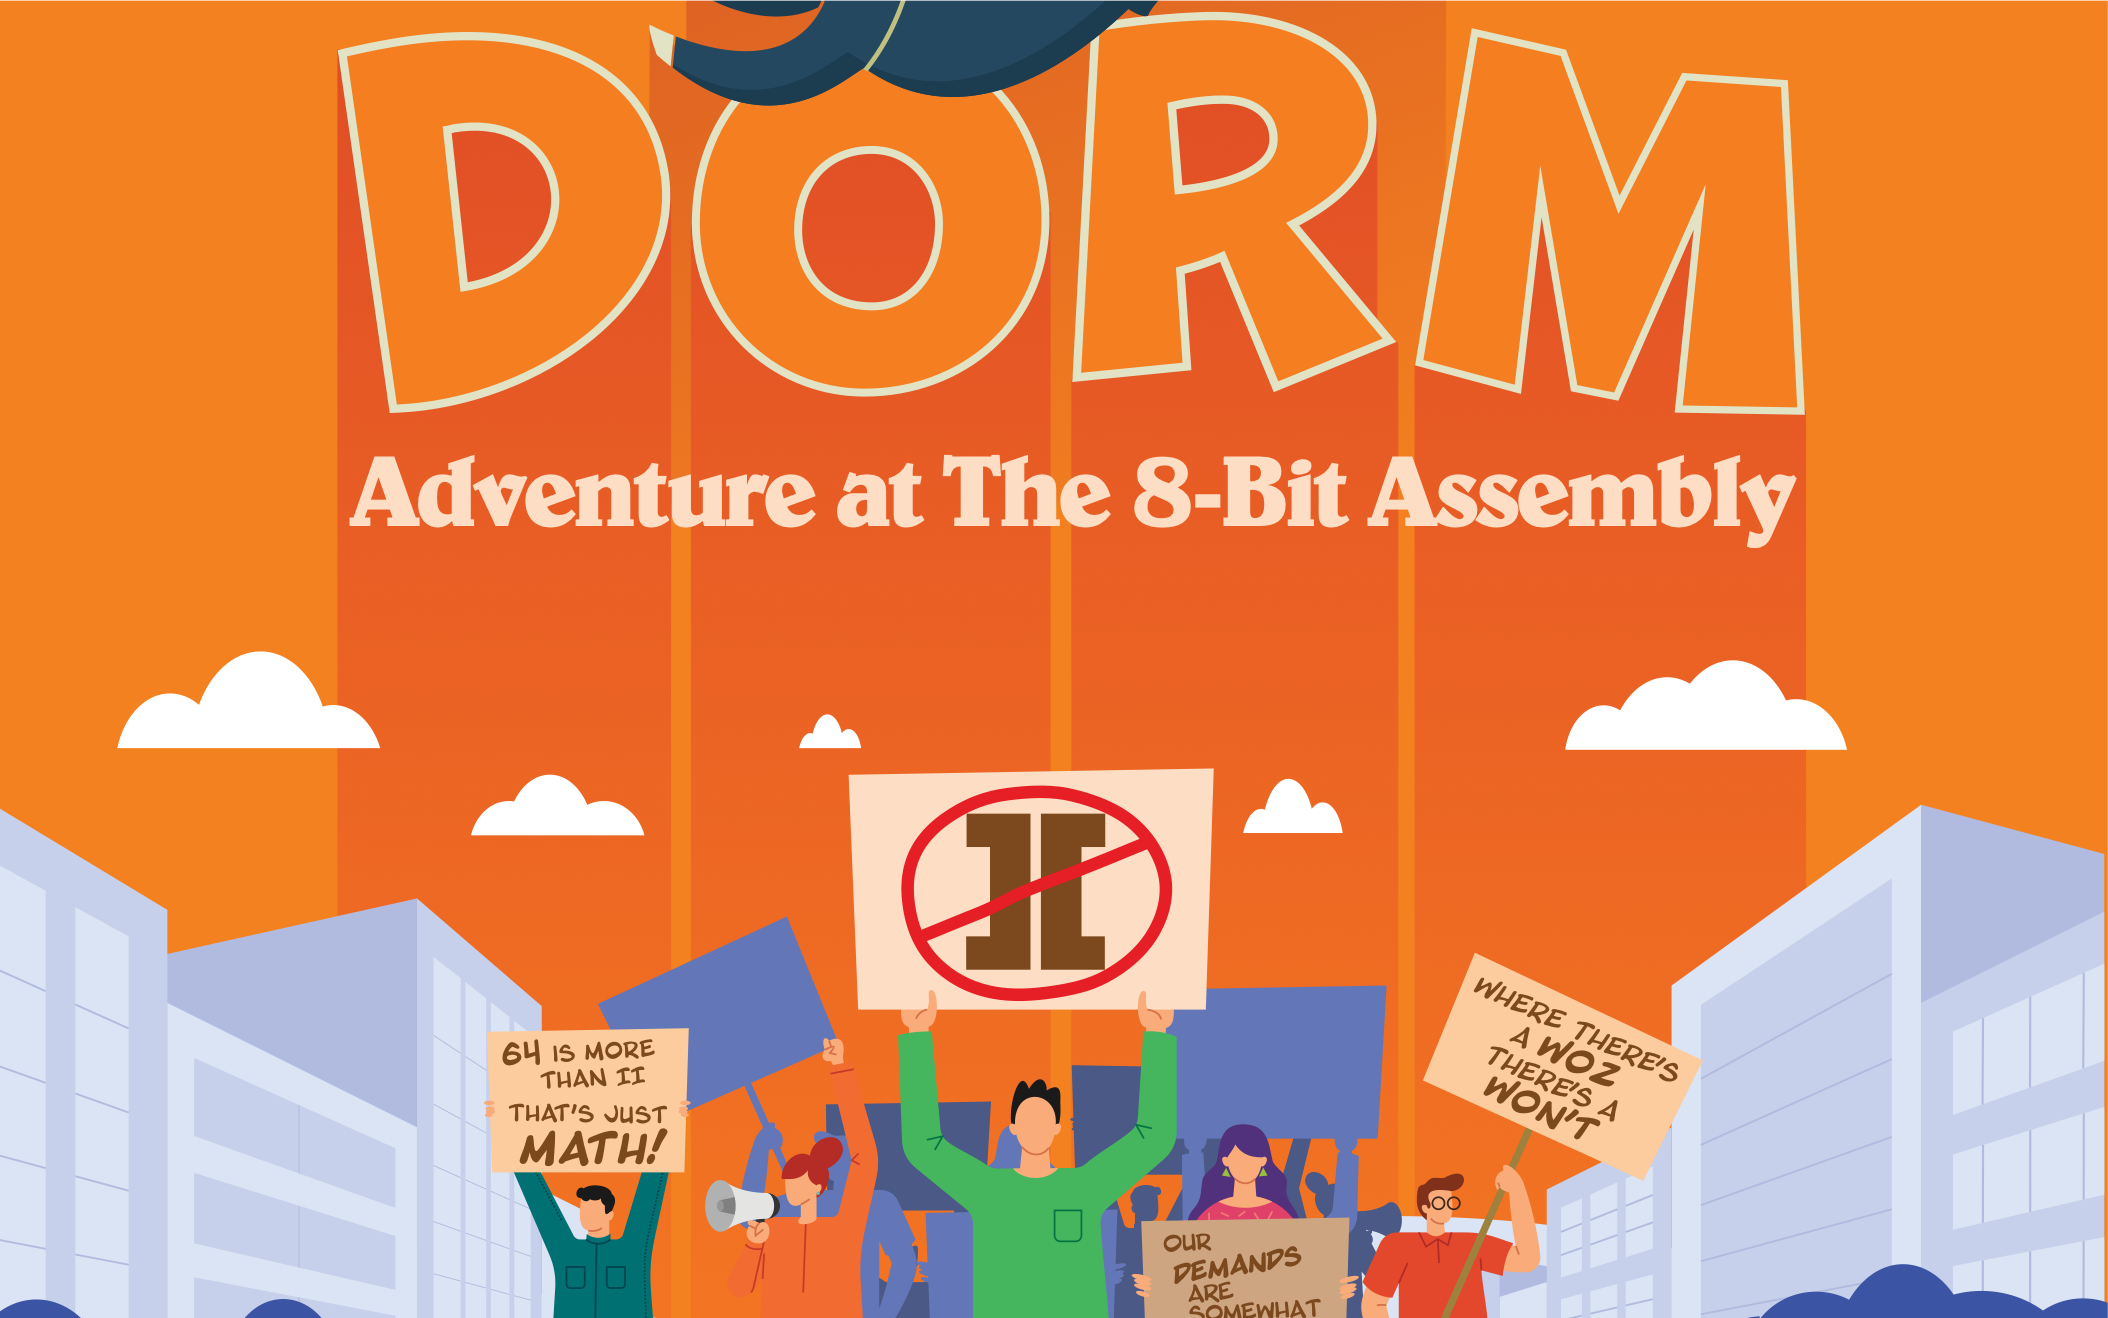 DORM
Adventure at The 8-Bit Assembly
II
64 IS MORE
THAN II
THAT'S JUST
MATH!
WHERE THERE'S
A WOZ
THERE'S A
WON'T
OUR
DEMANDS
ARE
SOMEWHAT